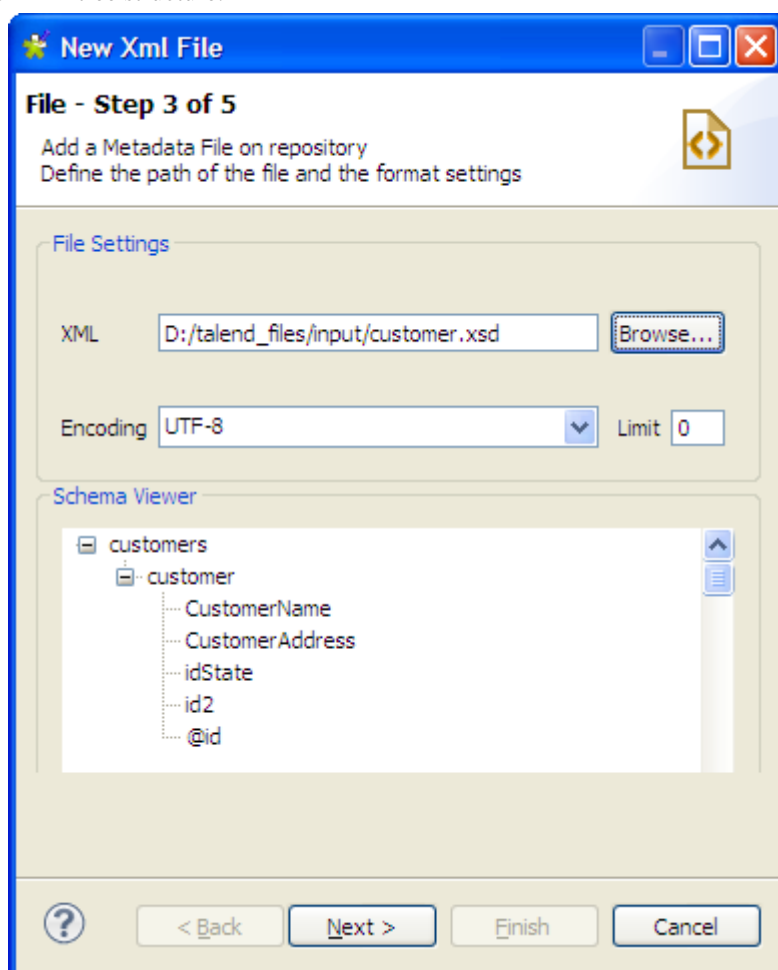 New Xml File
File - Step 3 of 5
Add a Metadata File on repository
Define the path of the file and the format settings
File Settings
XML D:/talend_files/input/customer.xsd Browse...
Encoding UTF-8 Limit 0
Schema Viewer
customers
customer
CustomerName
CustomerAddress
idState
id2
@id
? < Back Next > Finish Cancel